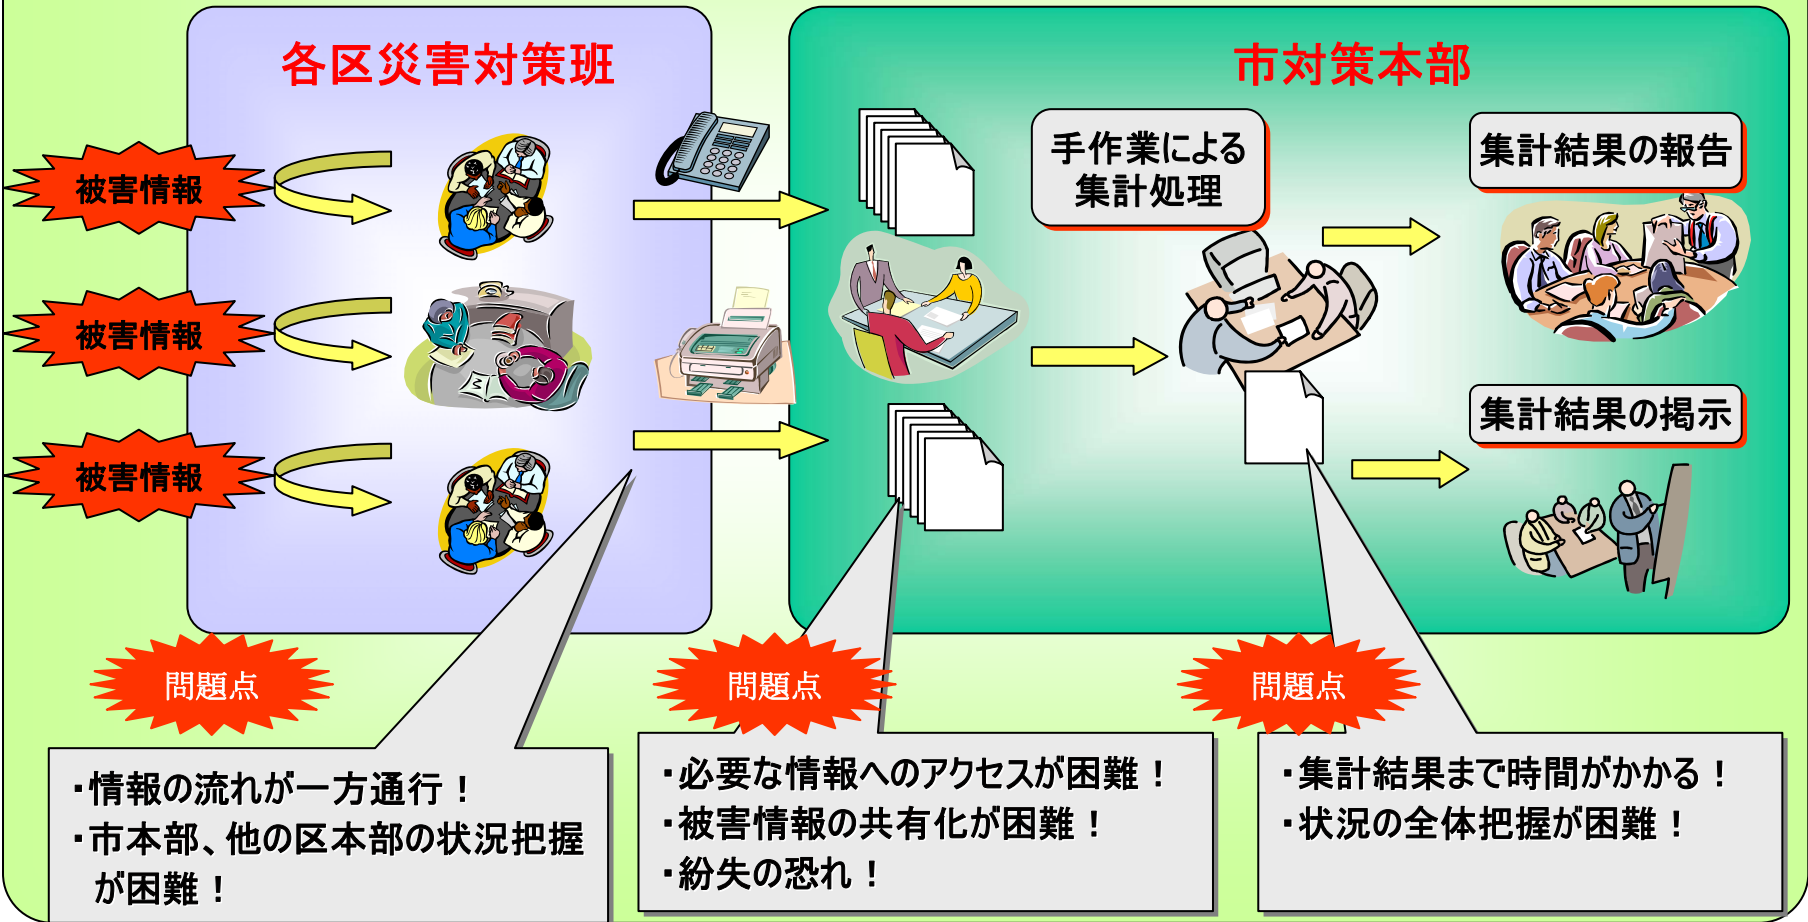 各区災害対策班
市対策本部
被害情報
被害情報
被害情報
手作業による
集計処理
集計結果の報告
集計結果の掲示
問題点
・情報の流れが一方通行！
・市本部、他の区本部の状況把握
が困難！
問題点
・必要な情報へのアクセスが困難！
・被害情報の共有化が困難！
・紛失の恐れ！
問題点
・集計結果まで時間がかかる！
・状況の全体把握が困難！